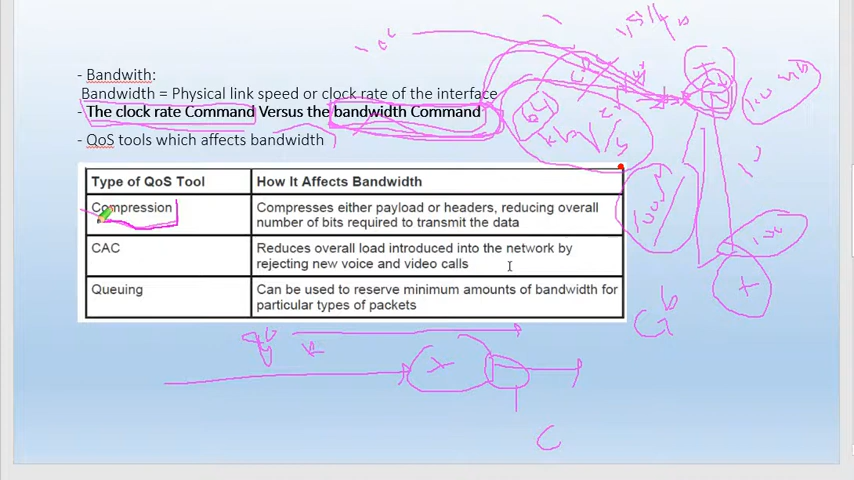 - Bandwith:
Bandwidth = Physical link speed or clock rate of the interface
- The clock rate Command Versus the bandwidth Command
- QoS tools which affects bandwidth
Type of QoS Tool How It Affects Bandwidth
Compression Compresses either payload or headers, reducing overall
number of bits required to transmit the data
CAC Reduces overall load introduced into the network by
rejecting new voice and video calls
Queuing Can be used to reserve minimum amounts of bandwidth for
particular types of packets
64
100